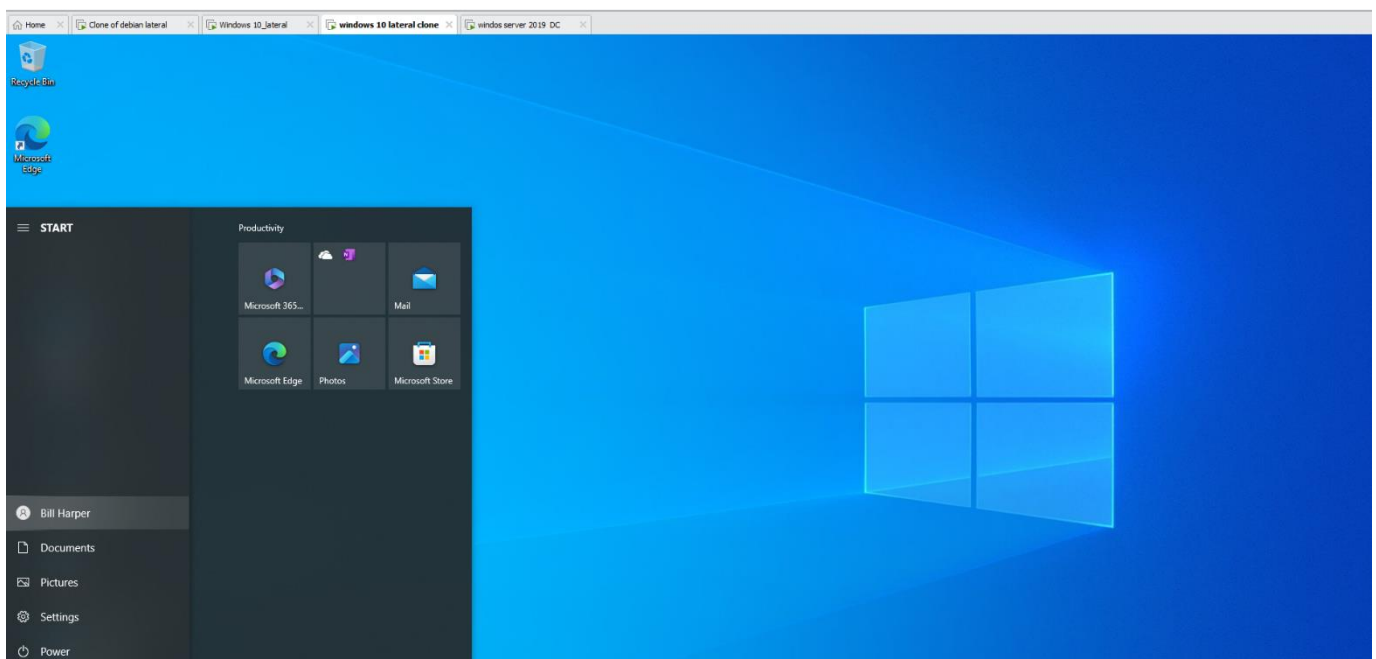 Home Clone of debian lateral Windows 10_lateral windows 10 lateral clone windos server 2019 DC
Recycle Bin
Microsoft
Edge
START
Productivity
Microsoft 365... Mail
Microsoft Edge Photos Microsoft Store
Bill Harper
Documents
Pictures
Settings
Power